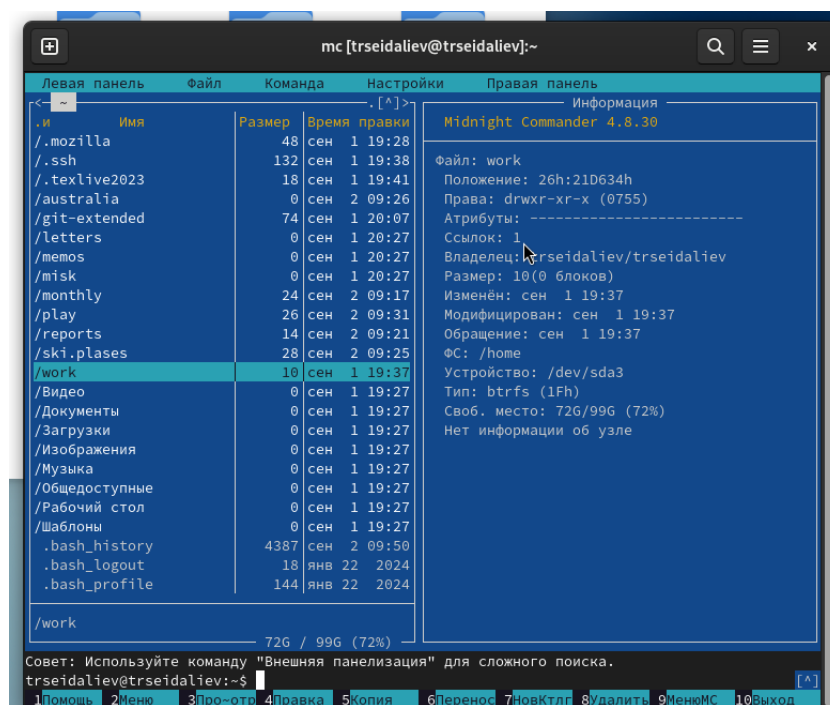 mc [trseidaliev@trseidaliev]:~
Левая панель Файл Команда Настройки Правая панель
<- ~ .[^]>
.и Имя Размер Время правки
/.mozilla 48 сен 1 19:28
/.ssh 132 сен 1 19:38
/.texlive2023 18 сен 1 19:41
/australia 0 сен 2 09:26
/git-extended 74 сен 1 20:07
/letters 0 сен 1 20:27
/memos 0 сен 1 20:27
/misk 0 сен 1 20:27
/monthly 24 сен 2 09:17
/play 26 сен 2 09:31
/reports 14 сен 2 09:21
/ski.plases 28 сен 2 09:25
/work 10 сен 1 19:37
/Видео 0 сен 1 19:27
/Документы 0 сен 1 19:27
/Загрузки 0 сен 1 19:27
/Изображения 0 сен 1 19:27
/Музыка 0 сен 1 19:27
/Общедоступные 0 сен 1 19:27
/Рабочий стол 0 сен 1 19:27
/Шаблоны 0 сен 1 19:27
.bash_history 4387 сен 2 09:50
.bash_logout 18 янв 22 2024
.bash_profile 144 янв 22 2024
/work
72G / 99G (72%)
Информация
Midnight Commander 4.8.30
Файл: work
Положение: 26h:21D634h
Права: drwxr-xr-x (0755)
Атрибуты: --------------------------
Ссылок: 1
Владелец: trseidaliev/trseidaliev
Размер: 10(0 блоков)
Изменён: сен 1 19:37
Модифицирован: сен 1 19:37
Обращение: сен 1 19:37
ФС: /home
Устройство: /dev/sda3
Тип: btrfs (1Fh)
Своб. место: 72G/99G (72%)
Нет информации об узле
Совет: Используйте команду "Внешняя панелизация" для сложного поиска.
trseidaliev@trseidaliev:~$ [^]
1Помощь 2Меню 3Про~отр 4Правка 5Копия 6Перенос 7НовКтлг 8Удалить 9МенюMC 10Выход